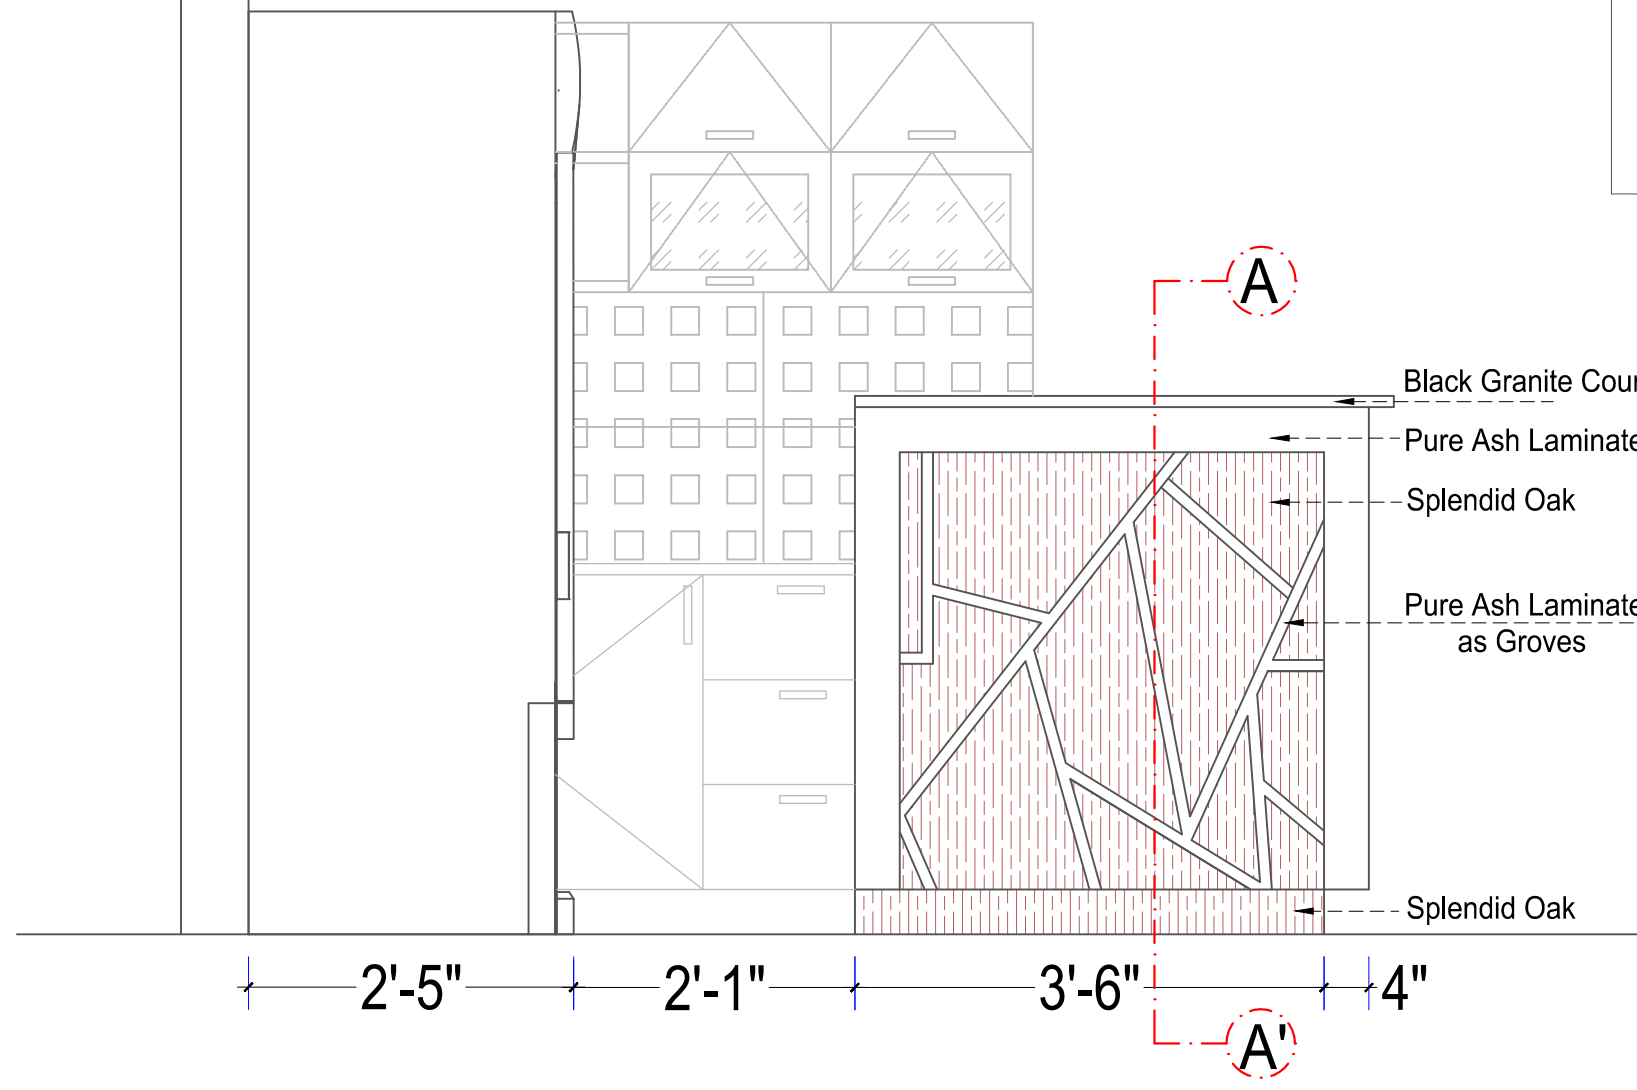 A
Black Granite
Pure Ash Laminate
Splendid Oak
Pure Ash Laminate
as Groves
Splendid Oak
2'-5" 2'-1" 3'-6" 4"
A'